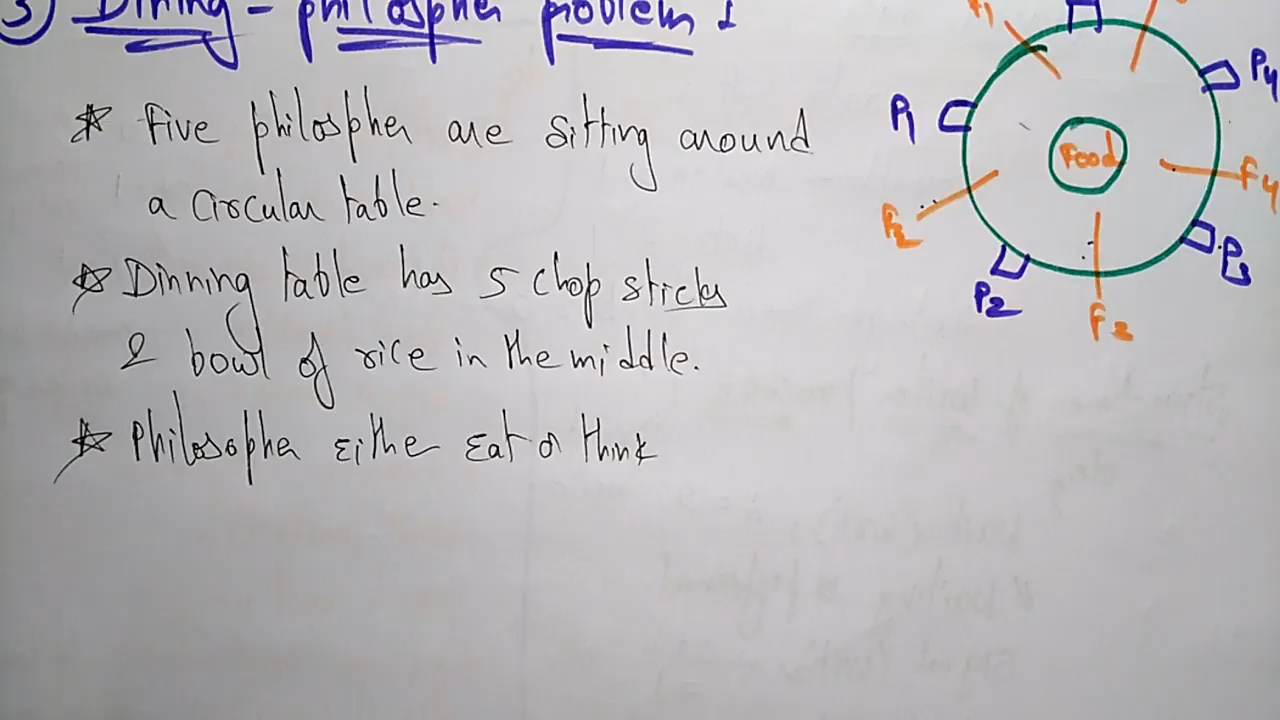 3) Dining - philospher problem
* Five philospher are sitting around
a circular table.
* Dinning table has 5 chop sticks
& bowl of rice in the middle.
* Philosopher Either Eat or think
P4
P1
Food
F4
F2
P3
P2
F3